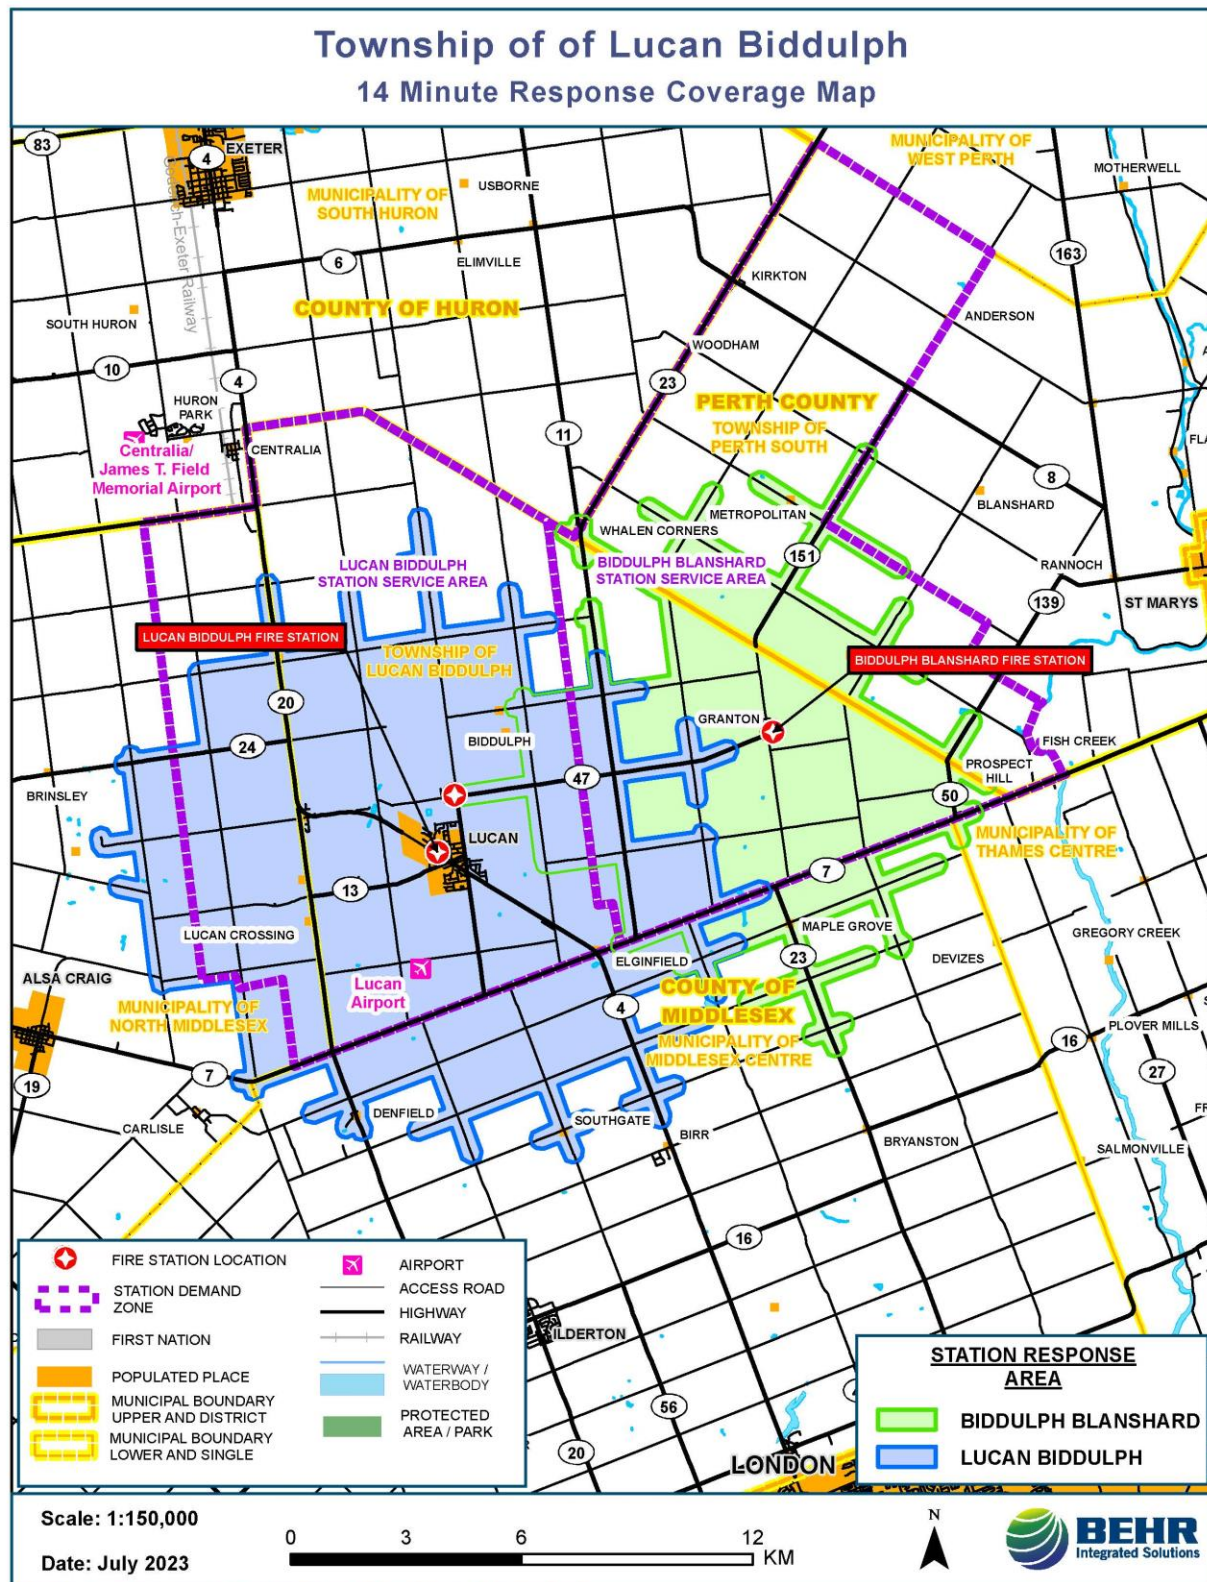 Township of of Lucan Biddulph
14 Minute Response Coverage Map
83
4
EXETER
Goderich-Exeter Railway
MUNICIPALITY OF
SOUTH HURON
USBORNE
MUNICIPALITY OF
WEST PERTH
MOTHERWELL
163
6
ELIMVILLE
KIRKTON
COUNTY OF HURON
SOUTH HURON
ANDERSON
WOODHAM
10
4
23
HURON
PARK
PERTH COUNTY
TOWNSHIP OF
PERTH SOUTH
11
CENTRALIA
Centralia/
James T. Field
Memorial Airport
8
BLANSHARD
METROPOLITAN
WHALEN CORNERS
151
LUCAN BIDDULPH
STATION SERVICE AREA
BIDDULPH BLANSHARD
STATION SERVICE AREA
RANNOCH
139
ST MARYS
LUCAN BIDDULPH FIRE STATION
TOWNSHIP OF
LUCAN BIDDULPH
BIDDULPH BLANSHARD FIRE STATION
20
GRANTON
24
BIDDULPH
FISH CREEK
PROSPECT
HILL
47
BRINSLEY
50
LUCAN
MUNICIPALITY OF
THAMES CENTRE
7
13
MAPLE GROVE
LUCAN CROSSING
GREGORY CREEK
ELGINFIELD
23
DEVIZES
ALSA CRAIG
Lucan
Airport
COUNTY OF
MIDDLESEX
MUNICIPALITY OF
NORTH MIDDLESEX
4
PLOVER MILLS
MUNICIPALITY OF
MIDDLESEX CENTRE
16
7
27
19
DENFIELD
SOUTHGATE
CARLISLE
BIRR
BRYANSTON
SALMONVILLE
16
ILDERTON
56
20
LONDON
FIRE STATION LOCATION
STATION DEMAND
ZONE
FIRST NATION
POPULATED PLACE
MUNICIPAL BOUNDARY
UPPER AND DISTRICT
MUNICIPAL BOUNDARY
LOWER AND SINGLE
AIRPORT
ACCESS ROAD
HIGHWAY
RAILWAY
WATERWAY /
WATERBODY
PROTECTED
AREA / PARK
STATION RESPONSE
AREA
BIDDULPH BLANSHARD
LUCAN BIDDULPH
Scale: 1:150,000
Date: July 2023
0 3 6 12
KM
N
BEHR
Integrated Solutions